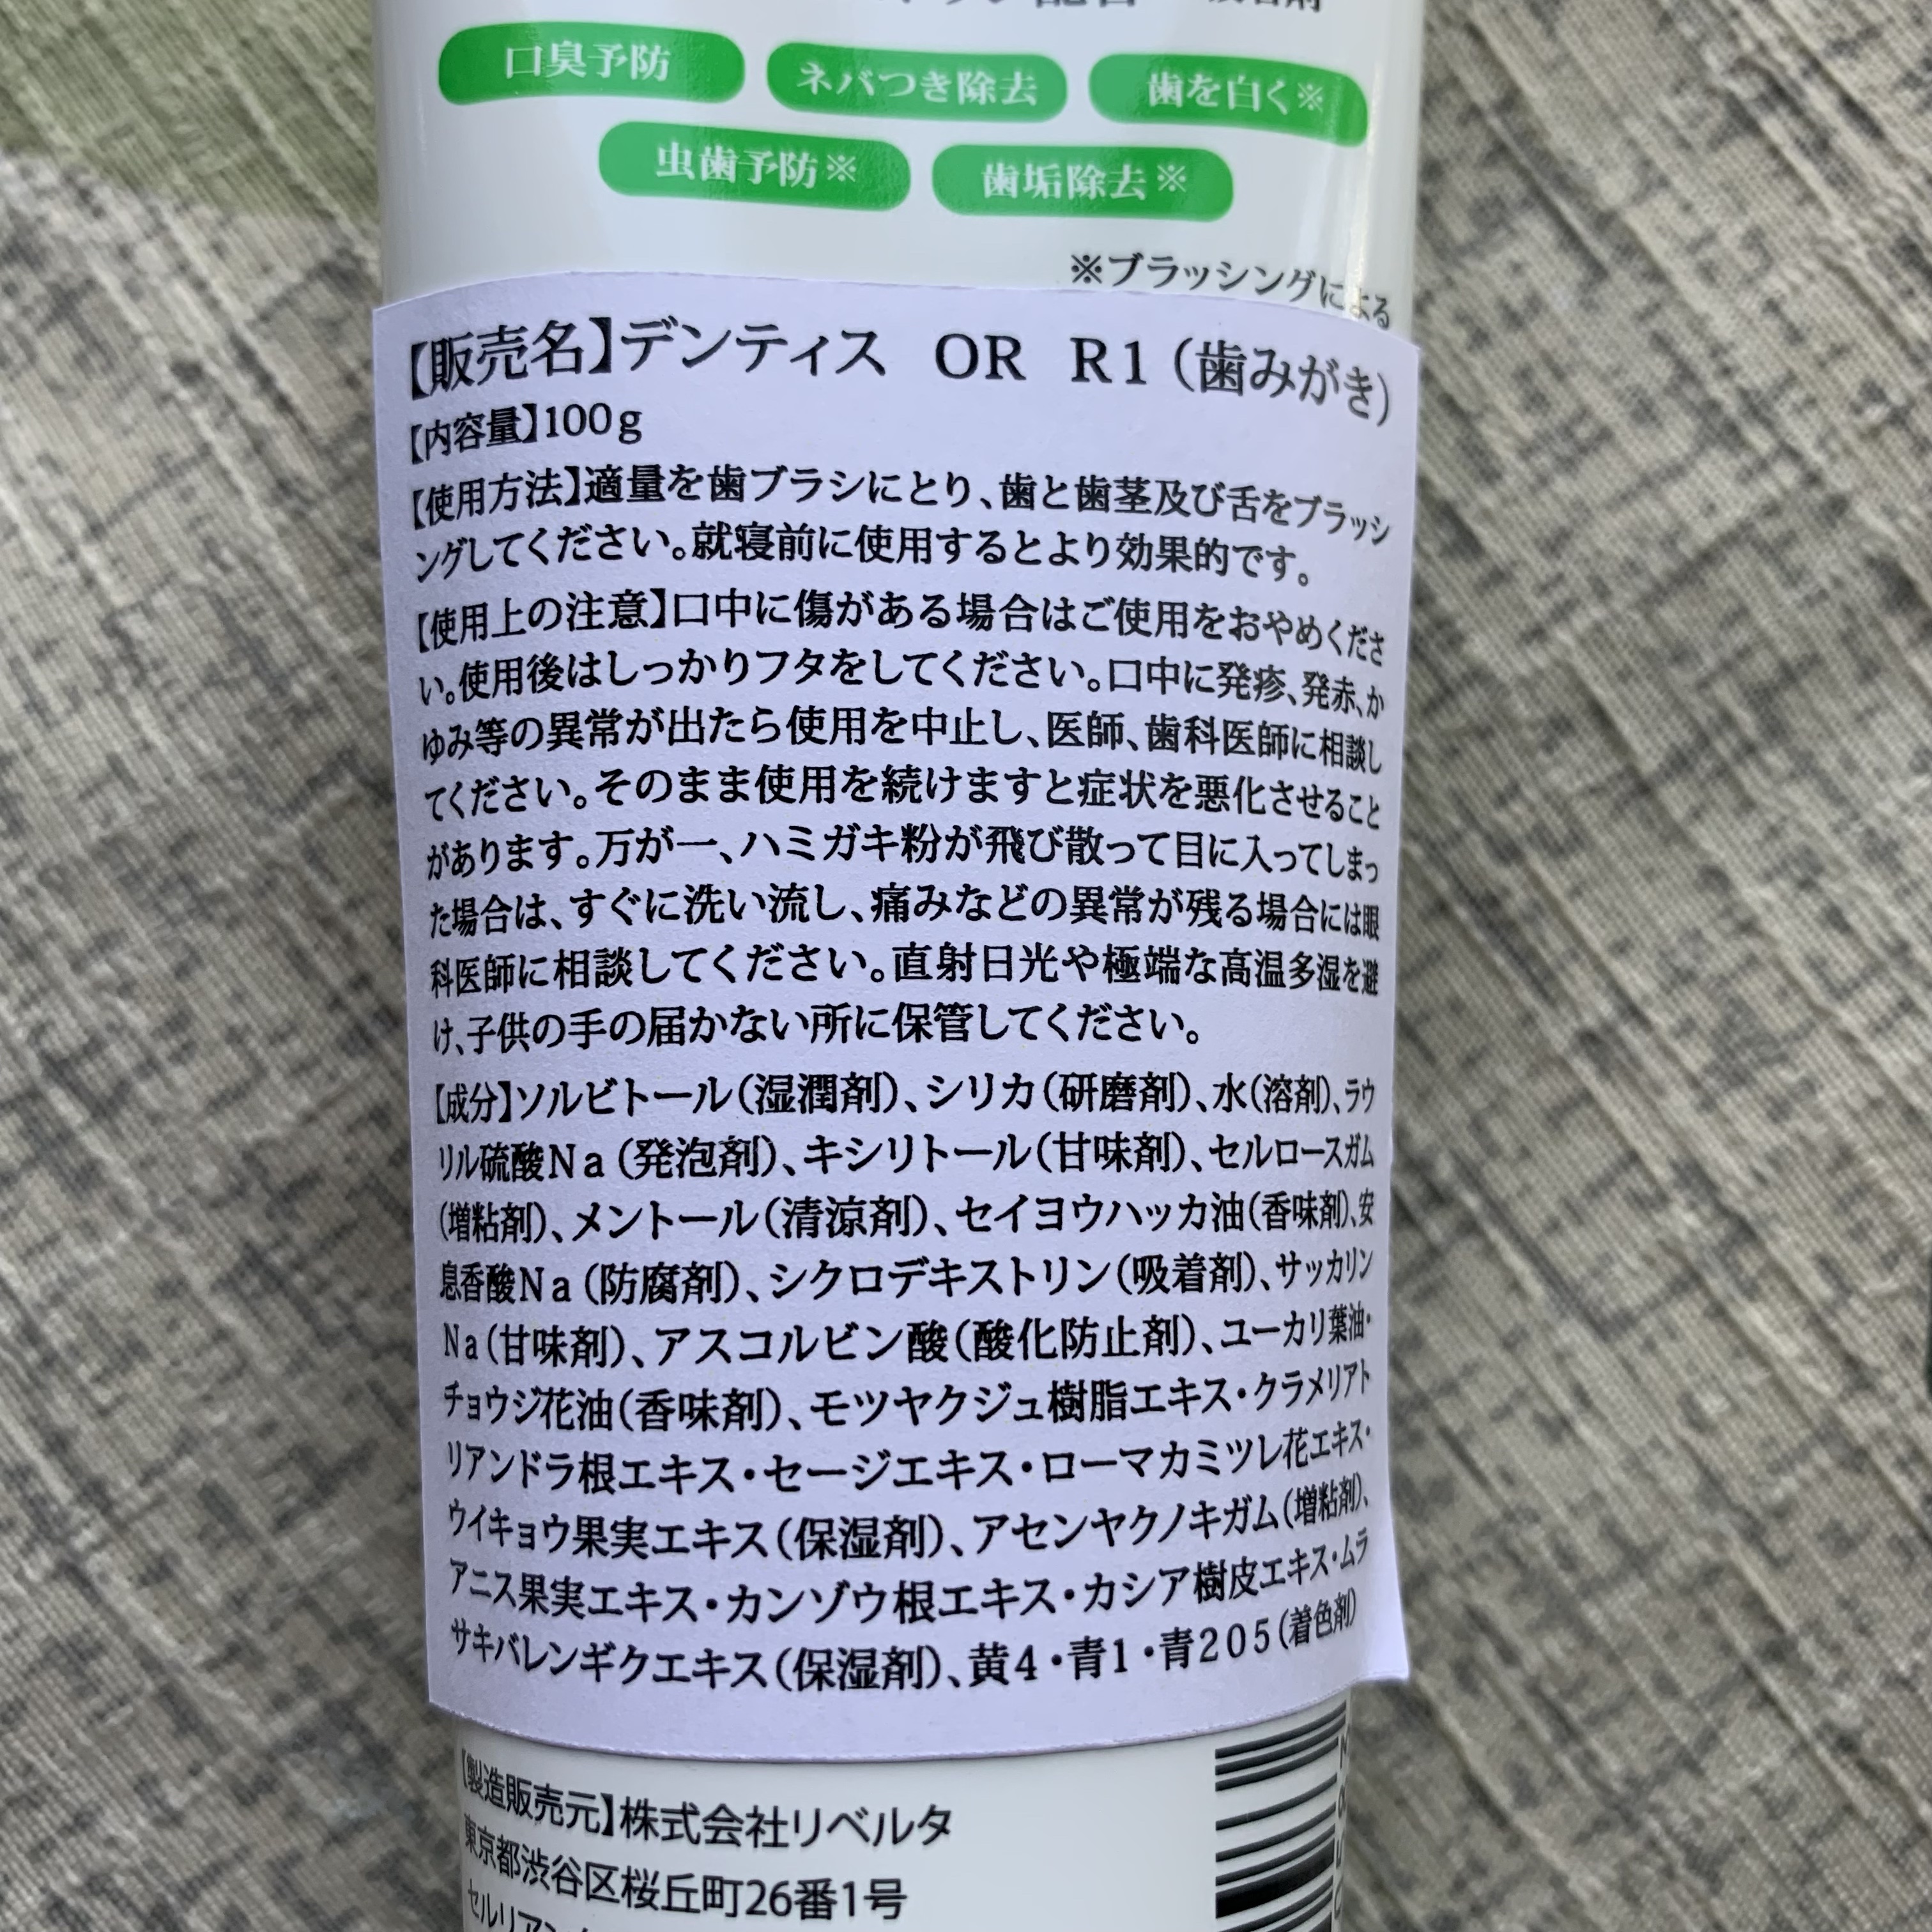 口臭予防 ネバつき除去 歯を白く※
虫歯予防※ 歯垢除去※
※ブラッシングによる
【販売名】デンティス OR R1(歯みがき)
【内容量】100g
【使用方法】適量を歯ブラシにとり、歯と歯茎及び舌をブラッシ
ングしてください。就寝前に使用するとより効果的です。
【使用上の注意】口中に傷がある場合はご使用をおやめくださ
い。使用後はしっかりフタをしてください。口中に発疹、発赤、か
ゆみ等の異常が出たら使用を中止し、医師、歯科医師に相談し
てください。そのまま使用を続けますと症状を悪化させること
があります。万が一、ハミガキ粉が飛び散って目に入ってしまっ
た場合は、すぐに洗い流し、痛みなどの異常が残る場合には眼
科医師に相談してください。直射日光や極端な高温多湿を避
け、子供の手の届かない所に保管してください。
【成分】ソルビトール(湿潤剤)、シリカ(研磨剤)、水(溶剤)、ラウ
リル硫酸Na(発泡剤)、キシリトール(甘味剤)、セルロースガム
(増粘剤)、メントール(清涼剤)、セイヨウハッカ油(香味剤)、安
息香酸Na(防腐剤)、シクロデキストリン(吸着剤)、サッカリン
Na(甘味剤)、アスコルビン酸(酸化防止剤)、ユーカリ葉油・
チョウジ花油(香味剤)、モツヤクジュ樹脂エキス・クラメリアト
リアンドラ根エキス・セージエキス・ローマカミツレ花エキス・
ウイキョウ果実エキス(保湿剤)、アセンヤクノキガム(増粘剤)、
アニス果実エキス・カンゾウ根エキス・カシア樹皮エキス・ムラ
サキバレンギクエキス(保湿剤)、黄4・青1・青205(着色剤)
【製造販売元】株式会社リベルタ
東京都渋谷区桜丘町26番1号
セルリアン